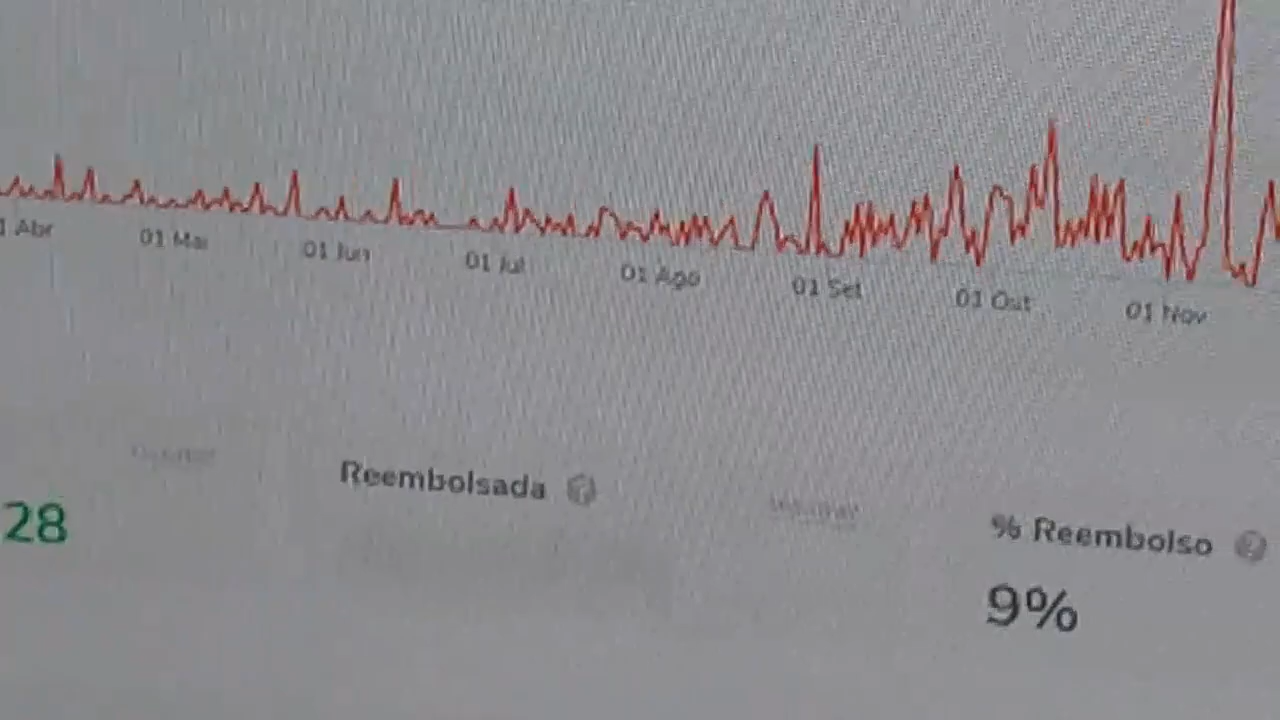 1 Abr
01 Mai
01 Jun
01 Jul
01 Ago
01 Set
01 Out
01 Nov
28
Reembolsada
% Reembolso
9%